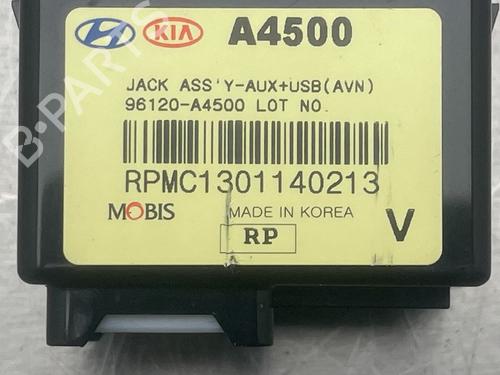 HYUNDAI KIA A4500
JACK ASS'Y-AUX+USB(AVN)
96120-A4500 LOT NO.
RPMC1301140213
MOBIS MADE IN KOREA V
RP
B-PARTS